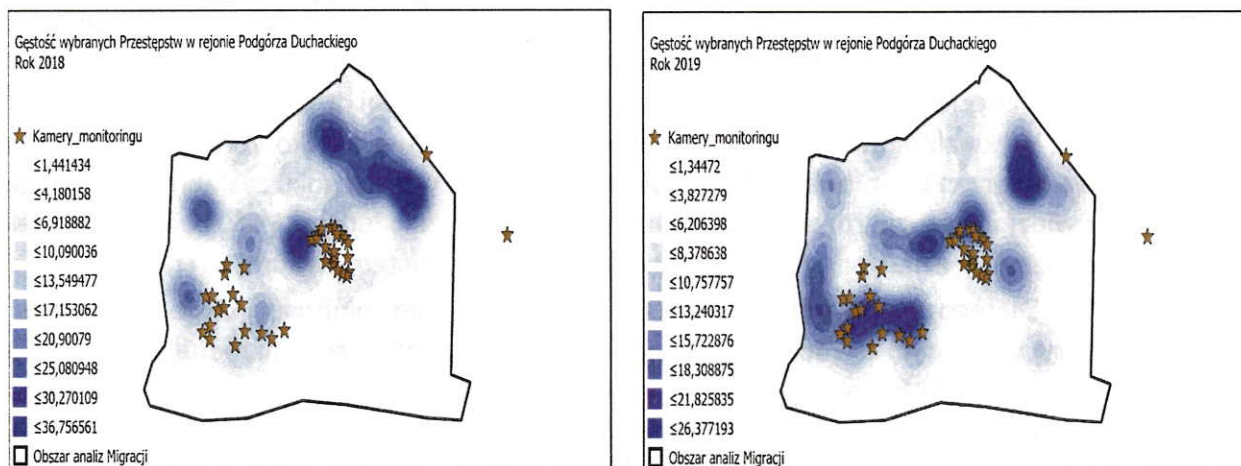 Gęstość wybranych Przestępstw w rejonie Podgórza Duchackiego
Rok 2018
Kamery_monitoringu
≤1,441434
≤4,180158
≤6,918882
≤10,090036
≤13,549477
≤17,153062
≤20,90079
≤25,080948
≤30,270109
≤36,756561
Obszar analiz Migracji
Gęstość wybranych Przestępstw w rejonie Podgórza Duchackiego
Rok 2019
Kamery_monitoringu
≤1,34472
≤3,827279
≤6,206398
≤8,378638
≤10,757757
≤13,240317
≤15,722876
≤18,308875
≤21,825835
≤26,377193
Obszar analiz Migracji